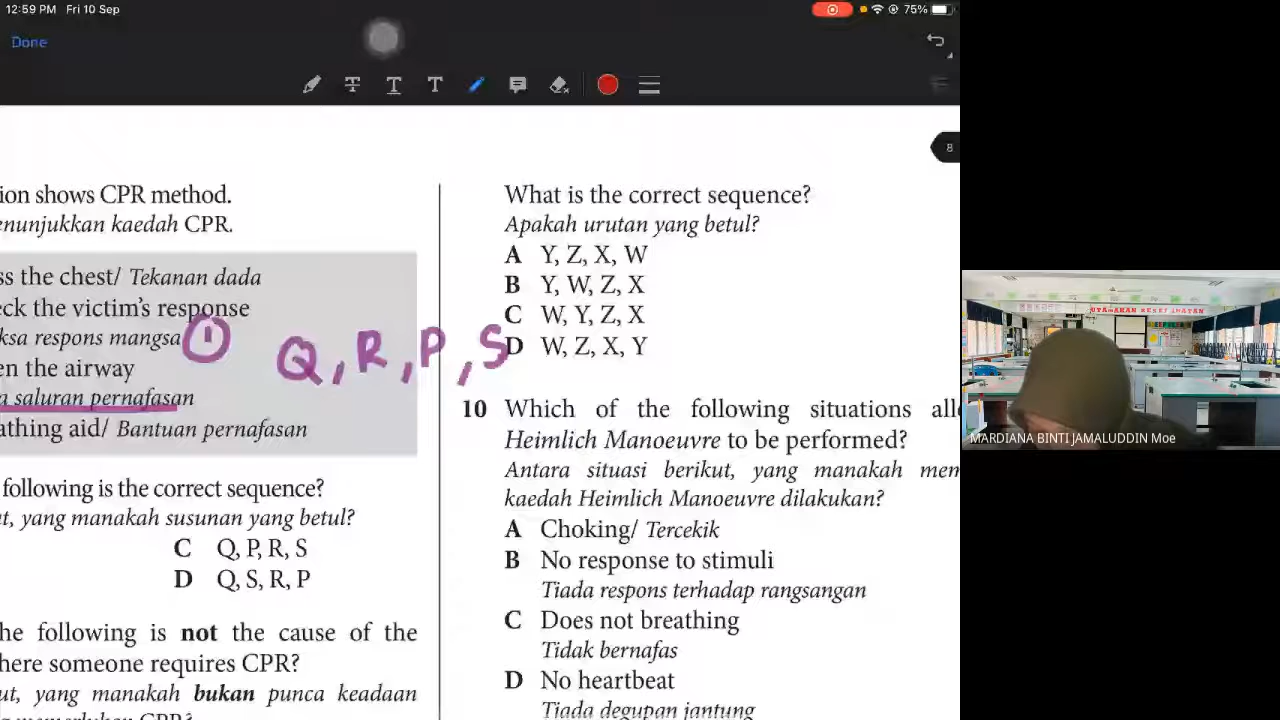 12:59 PM Fri 10 Sep
75%
Done
8
ion shows CPR method.
enunjukkan kaedah CPR.
ss the chest/ Tekanan dada
eck the victim's response
ksa respons mangsa
en the airway
a saluran pernafasan
athing aid/ Bantuan pernafasan
1
Q, R, P, S
following is the correct sequence?
ut, yang manakah susunan yang betul?
C Q, P, R, S
D Q, S, R, P
he following is not the cause of the
here someone requires CPR?
ut, yang manakah bukan punca keadaan
What is the correct sequence?
Apakah urutan yang betul?
A Y, Z, X, W
B Y, W, Z, X
C W, Y, Z, X
D W, Z, X, Y
10 Which of the following situations all
Heimlich Manoeuvre to be performed?
Antara situasi berikut, yang manakah mem
kaedah Heimlich Manoeuvre dilakukan?
A Choking/ Tercekik
B No response to stimuli
Tiada respons terhadap rangsangan
C Does not breathing
Tidak bernafas
D No heartbeat
Tiada degupan jantung
MARDIANA BINTI JAMALUDDIN Moe